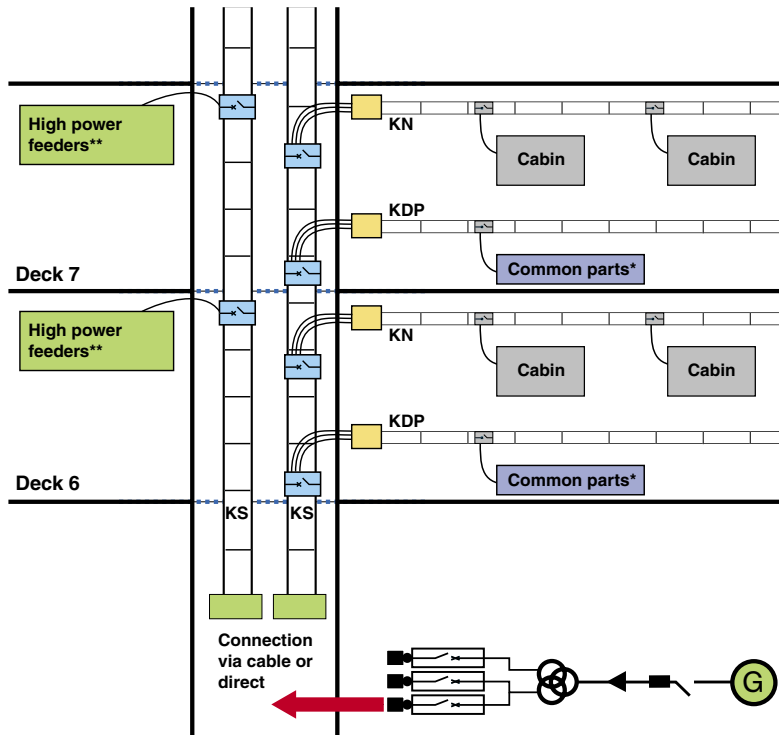 High power
feeders**
KN
Cabin
Cabin
KDP
Deck 7
Common parts*
High power
feeders**
KN
Cabin
Cabin
KDP
Deck 6
Common parts*
KS
KS
Connection
via cable or
direct
G